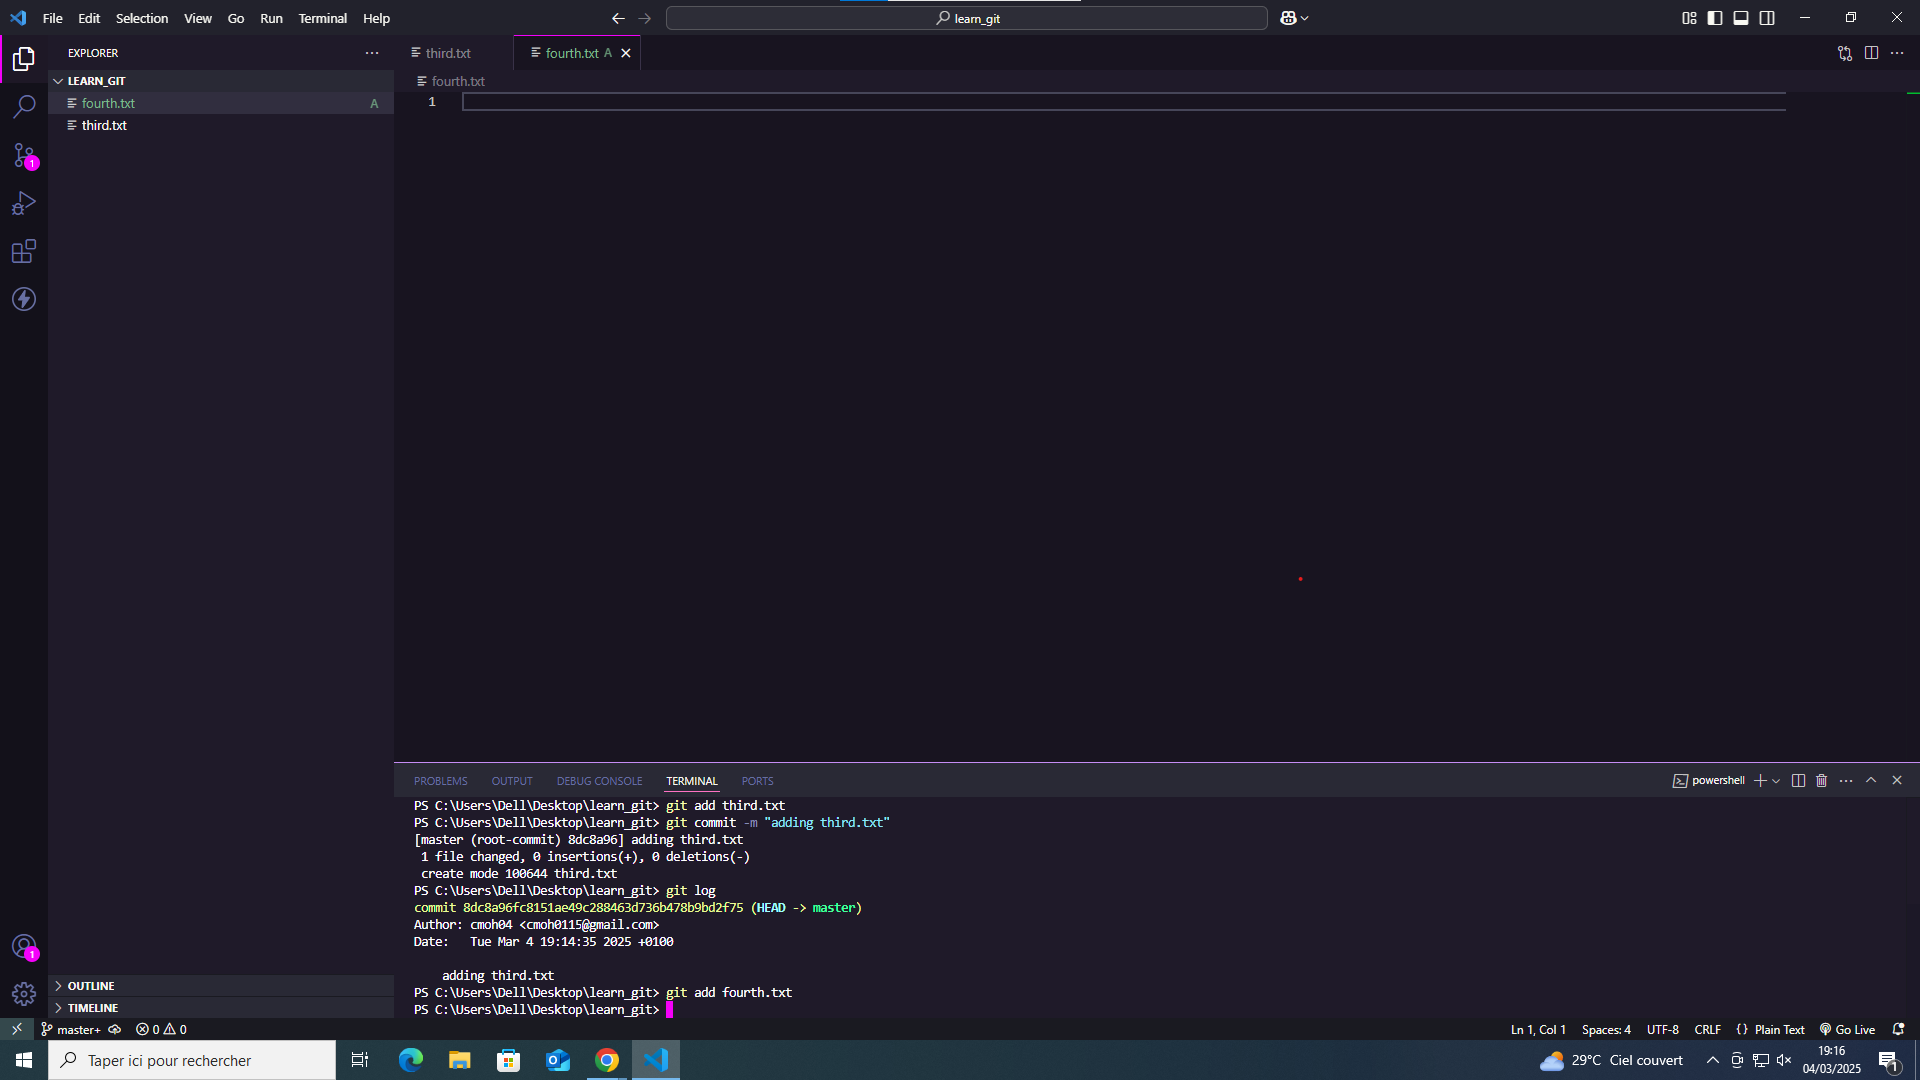 File Edit Selection View Go Run Terminal Help
learn_git
EXPLORER
third.txt
fourth.txt A
LEARN_GIT
fourth.txt
fourth.txt A
1
third.txt
1
PROBLEMS OUTPUT DEBUG CONSOLE TERMINAL PORTS
powershell
PS C:\Users\Dell\Desktop\learn_git> git add third.txt
PS C:\Users\Dell\Desktop\learn_git> git commit -m "adding third.txt"
[master (root-commit) 8dc8a96] adding third.txt
1 file changed, 0 insertions(+), 0 deletions(-)
create mode 100644 third.txt
PS C:\Users\Dell\Desktop\learn_git> git log
commit 8dc8a96fc8151ae49c288463d736b478b9bd2f75 (HEAD -> master)
Author: cmoh04 <cmoh0115@gmail.com>
Date:   Tue Mar 4 19:14:35 2025 +0100
adding third.txt
PS C:\Users\Dell\Desktop\learn_git> git add fourth.txt
PS C:\Users\Dell\Desktop\learn_git>
1
OUTLINE
TIMELINE
master+ 0 0
Ln 1, Col 1 Spaces: 4 UTF-8 CRLF {} Plain Text Go Live
Taper ici pour rechercher
29°C Ciel couvert
19:16
04/03/2025
1